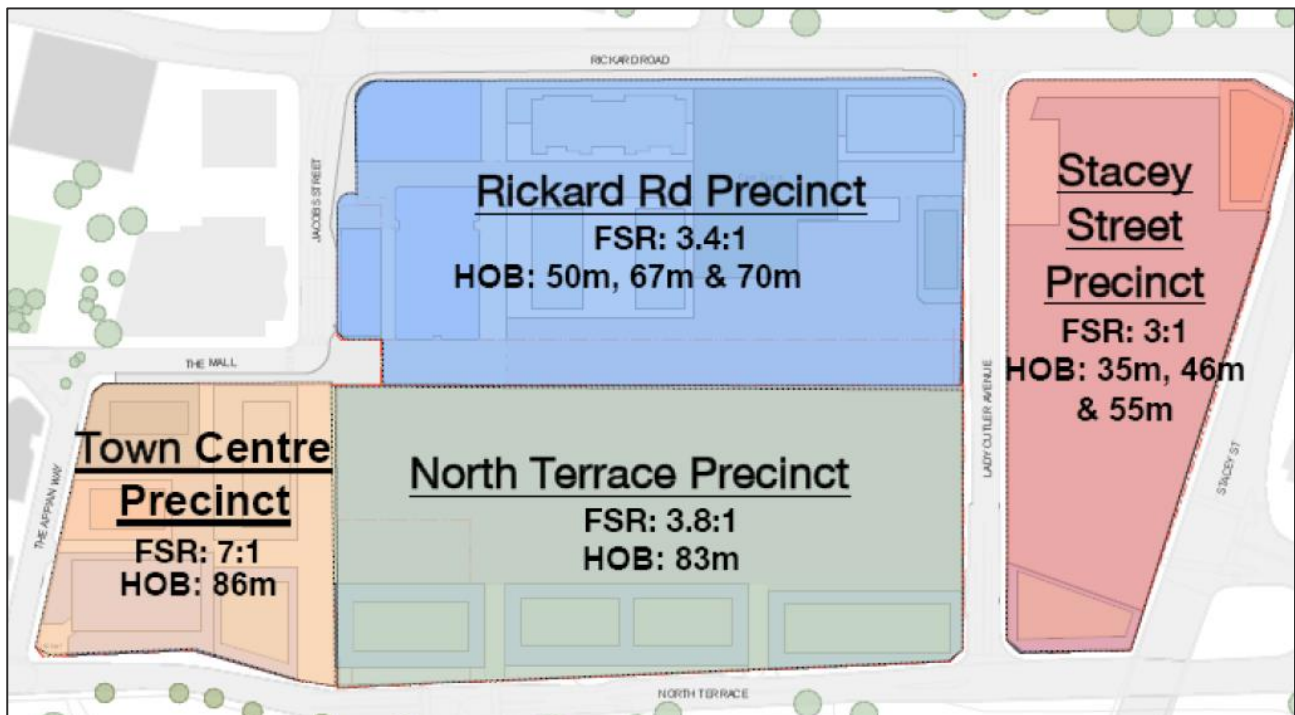 RICKARD ROAD
JACOBS STREET
Rickard Rd Precinct
FSR: 3.4:1
HOB: 50m, 67m & 70m
Stacey
Street
Precinct
FSR: 3:1
HOB: 35m, 46m
& 55m
THE MALL
LADY CUTLER AVENUE
STACEY ST
THE APPIAN WAY
Town Centre
Precinct
FSR: 7:1
HOB: 86m
North Terrace Precinct
FSR: 3.8:1
HOB: 83m
NORTH TERRACE